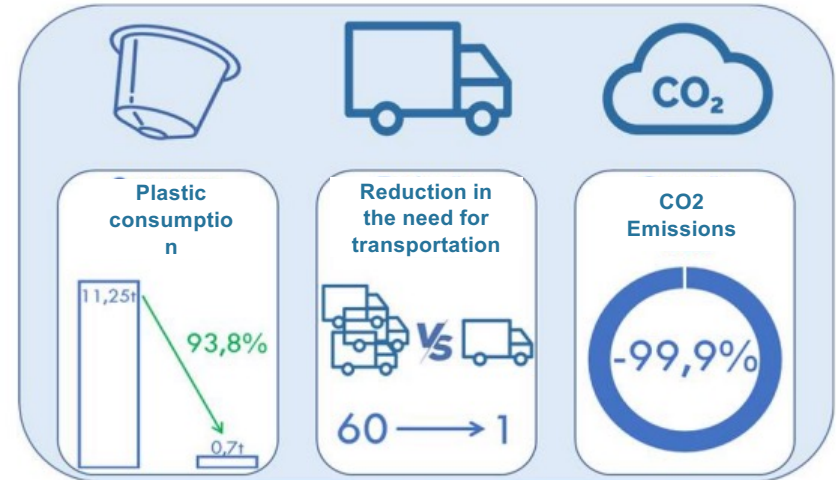 CO₂
Plastic
consumptio
n
11,25t
93,8%
0,7t
Reduction in
the need for
transportation
VS
60 → 1
CO2
Emissions
-99,9%